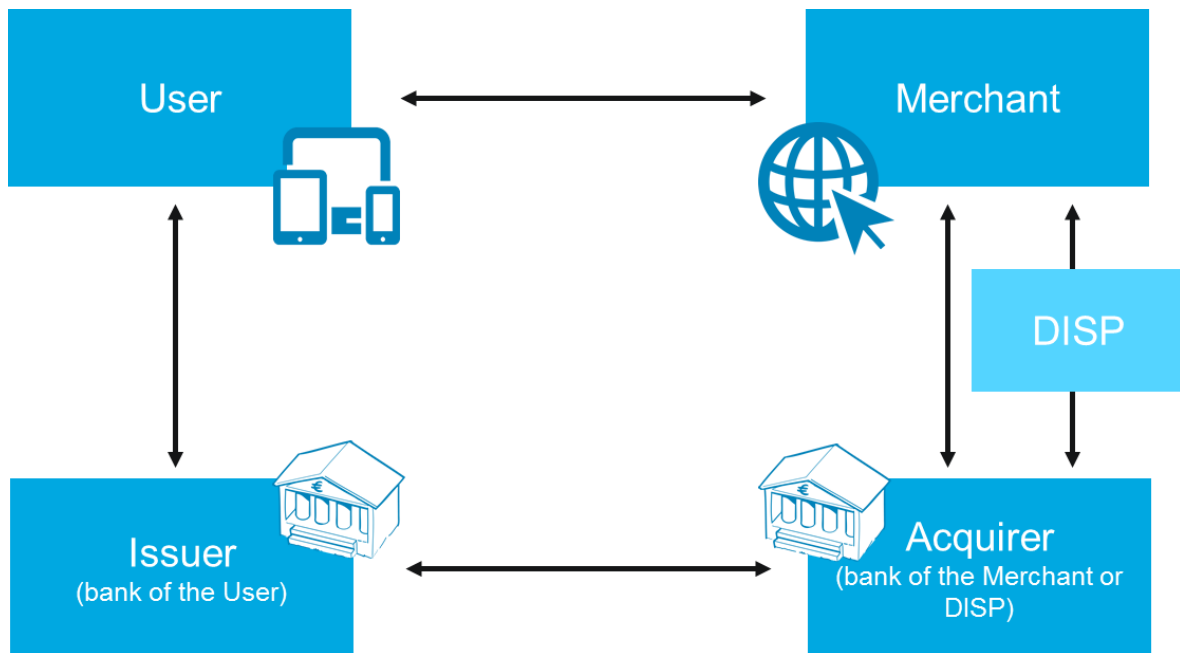 User
Merchant
DISP
Issuer
(bank of the User)
Acquirer
(bank of the Merchant or
DISP)
€
€